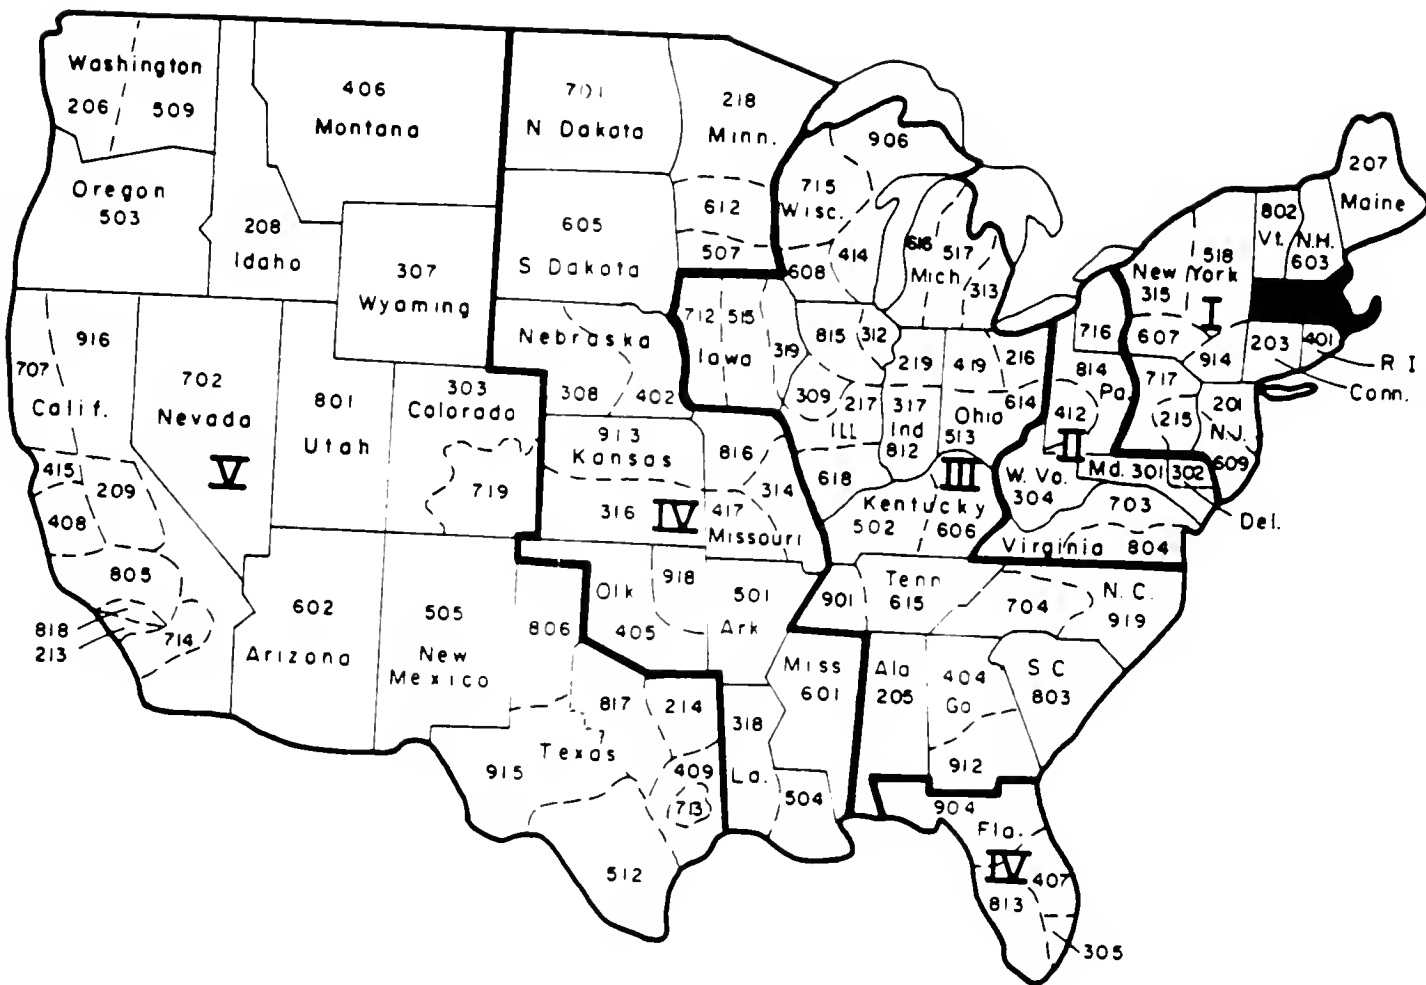 Washington
206
509
406
Montana
701
N Dakota
218
Minn.
906
207
Maine
Oregon
503
208
Idaho
307
Wyoming
605
S Dakota
612
507
715
Wisc.
414
608
616
517
Mich
313
802
Vt.
N.H.
603
518
New York
315
I
607
914
203
401
R I
Conn.
916
707
Calif.
702
Nevada
V
801
Utah
303
Colorado
719
Nebraska
308
402
712
515
Iawa
319
815
312
309
217
ILL
618
219
317
Ind
812
419
216
Ohio
614
513
III
716
814
Pa.
412
II
717
215
201
N.J.
609
415
209
408
805
818
213
714
913
Kansas
316
IV
816
314
417
Missouri
Kentucky
502
606
W. Va.
304
Md. 301
302
Del.
703
Virginia
804
602
Arizona
505
New
Mexico
806
Olk
918
405
501
Ark
901
Tenn
615
704
N. C.
919
817
214
Texas
?
915
409
713
512
318
La.
504
Miss
601
Ala
205
404
Ga
912
S C
803
904
Fla.
IV
407
813
305